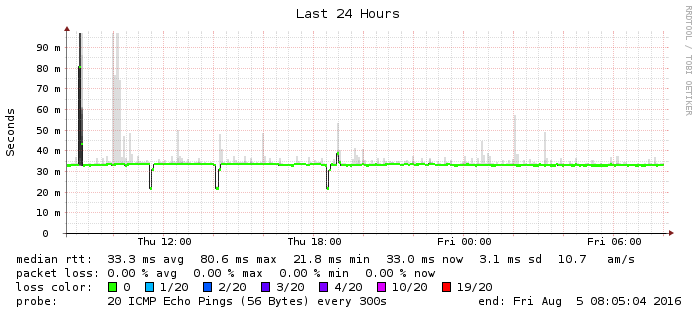 Last 24 Hours
RRDTOOL / TOBI OETIKER
Seconds
90 m
80 m
70 m
60 m
50 m
40 m
30 m
20 m
10 m
0
Thu 12:00 Thu 18:00 Fri 00:00 Fri 06:00
median rtt: 33.3 ms avg 80.6 ms max 21.8 ms min 33.0 ms now 3.1 ms sd 10.7 am/s
packet loss: 0.00 % avg 0.00 % max 0.00 % min 0.00 % now
loss color: 0 1/20 2/20 3/20 4/20 10/20 19/20
probe: 20 ICMP Echo Pings (56 Bytes) every 300s end: Fri Aug 5 08:05:04 2016